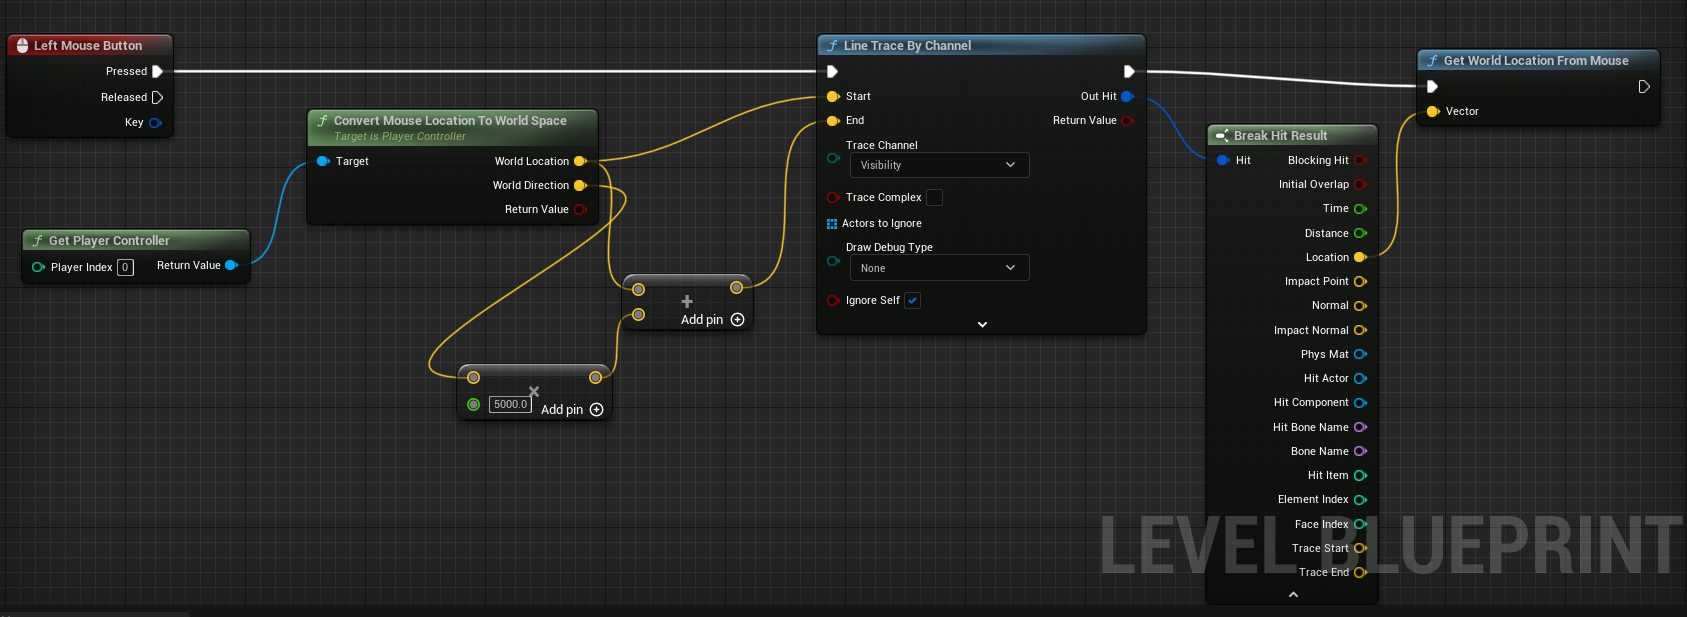 Left Mouse Button
Pressed
Released
Key
Get Player Controller
Player Index 0 Return Value
Convert Mouse Location To World Space
Target is Player Controller
Target World Location
World Direction
Return Value
+
Add pin
×
5000.0 Add pin
Line Trace By Channel
Start Out Hit
End Return Value
Trace Channel
Visibility
Trace Complex
Actors to Ignore
Draw Debug Type
None
Ignore Self
Break Hit Result
Hit Blocking Hit
Initial Overlap
Time
Distance
Location
Impact Point
Normal
Impact Normal
Phys Mat
Hit Actor
Hit Component
Hit Bone Name
Bone Name
Hit Item
Element Index
Face Index
Trace Start
Trace End
Get World Location From Mouse
Vector
LEVEL BLUEPRINT